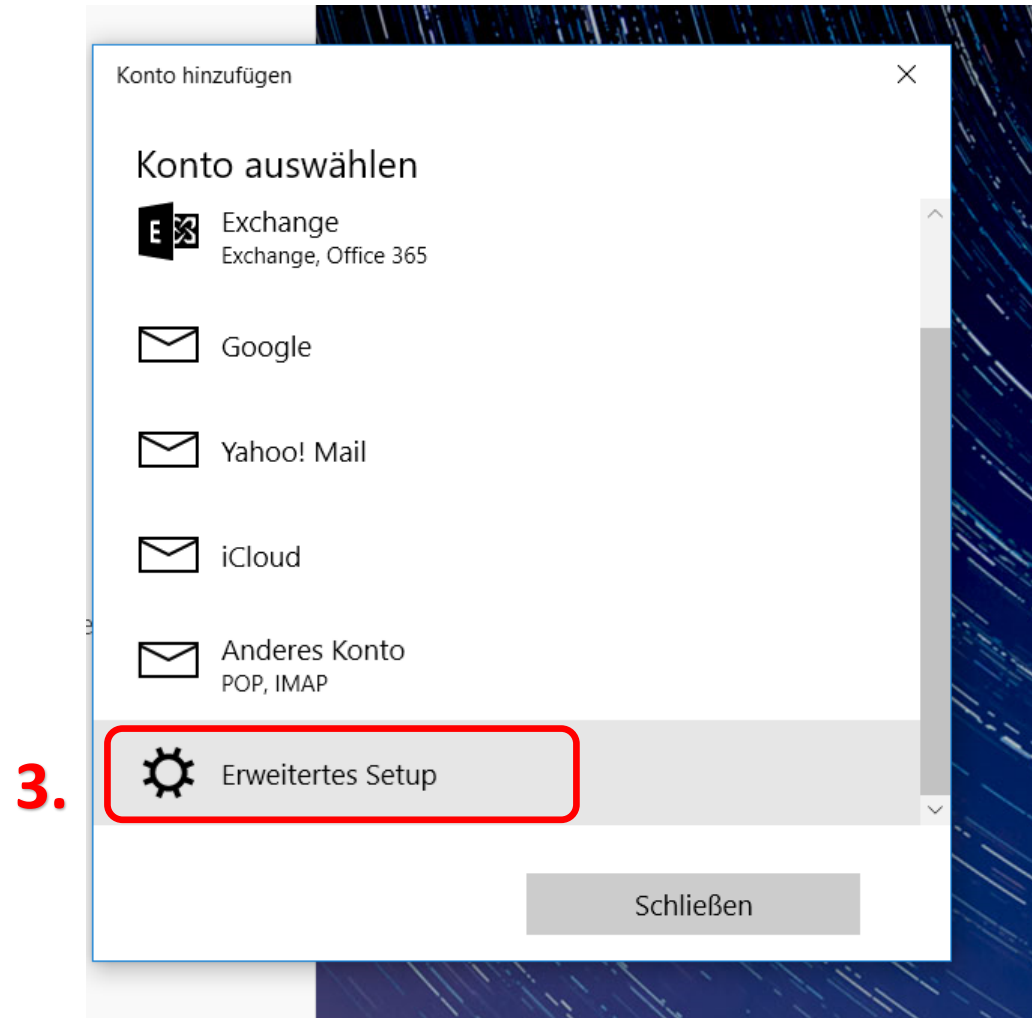 Konto hinzufügen
Konto auswählen
Exchange
Exchange, Office 365
Google
Yahoo! Mail
iCloud
Anderes Konto
POP, IMAP
3.
Erweitertes Setup
Schließen